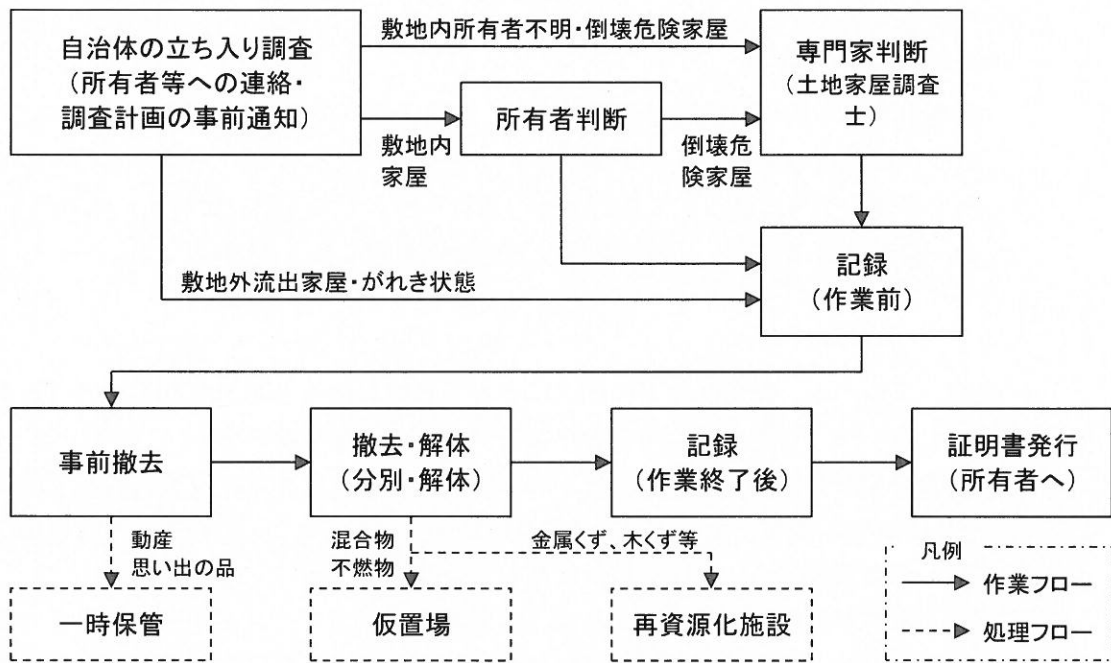 自治体の立ち入り調査
（所有者等への連絡・
調査計画の事前通知）
敷地内所有者不明・倒壊危険家屋
専門家判断
（土地家屋調査
士）
所有者判断
敷地内
家屋
倒壊危
険家屋
敷地外流出家屋・がれき状態
記録
（作業前）
事前撤去
撤去・解体
（分別・解体）
記録
（作業終了後）
証明書発行
（所有者へ）
動産
思い出の品
混合物
不燃物
金属くず、木くず等
一時保管
仮置場
再資源化施設
凡例
作業フロー
処理フロー